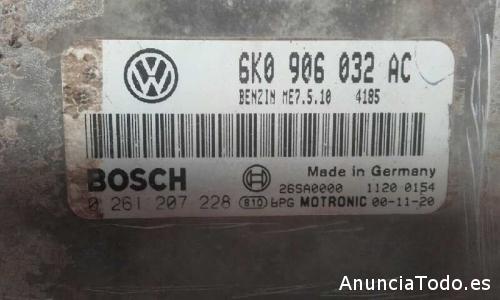 6K0 906 032 AC
BENZIN ME7.5.10 4185
BOSCH
Made in Germany
26SA0000 1120 0154
0 261 207 228 810 bPG MOTRONIC 00-11-20
AnunciaTodo.es